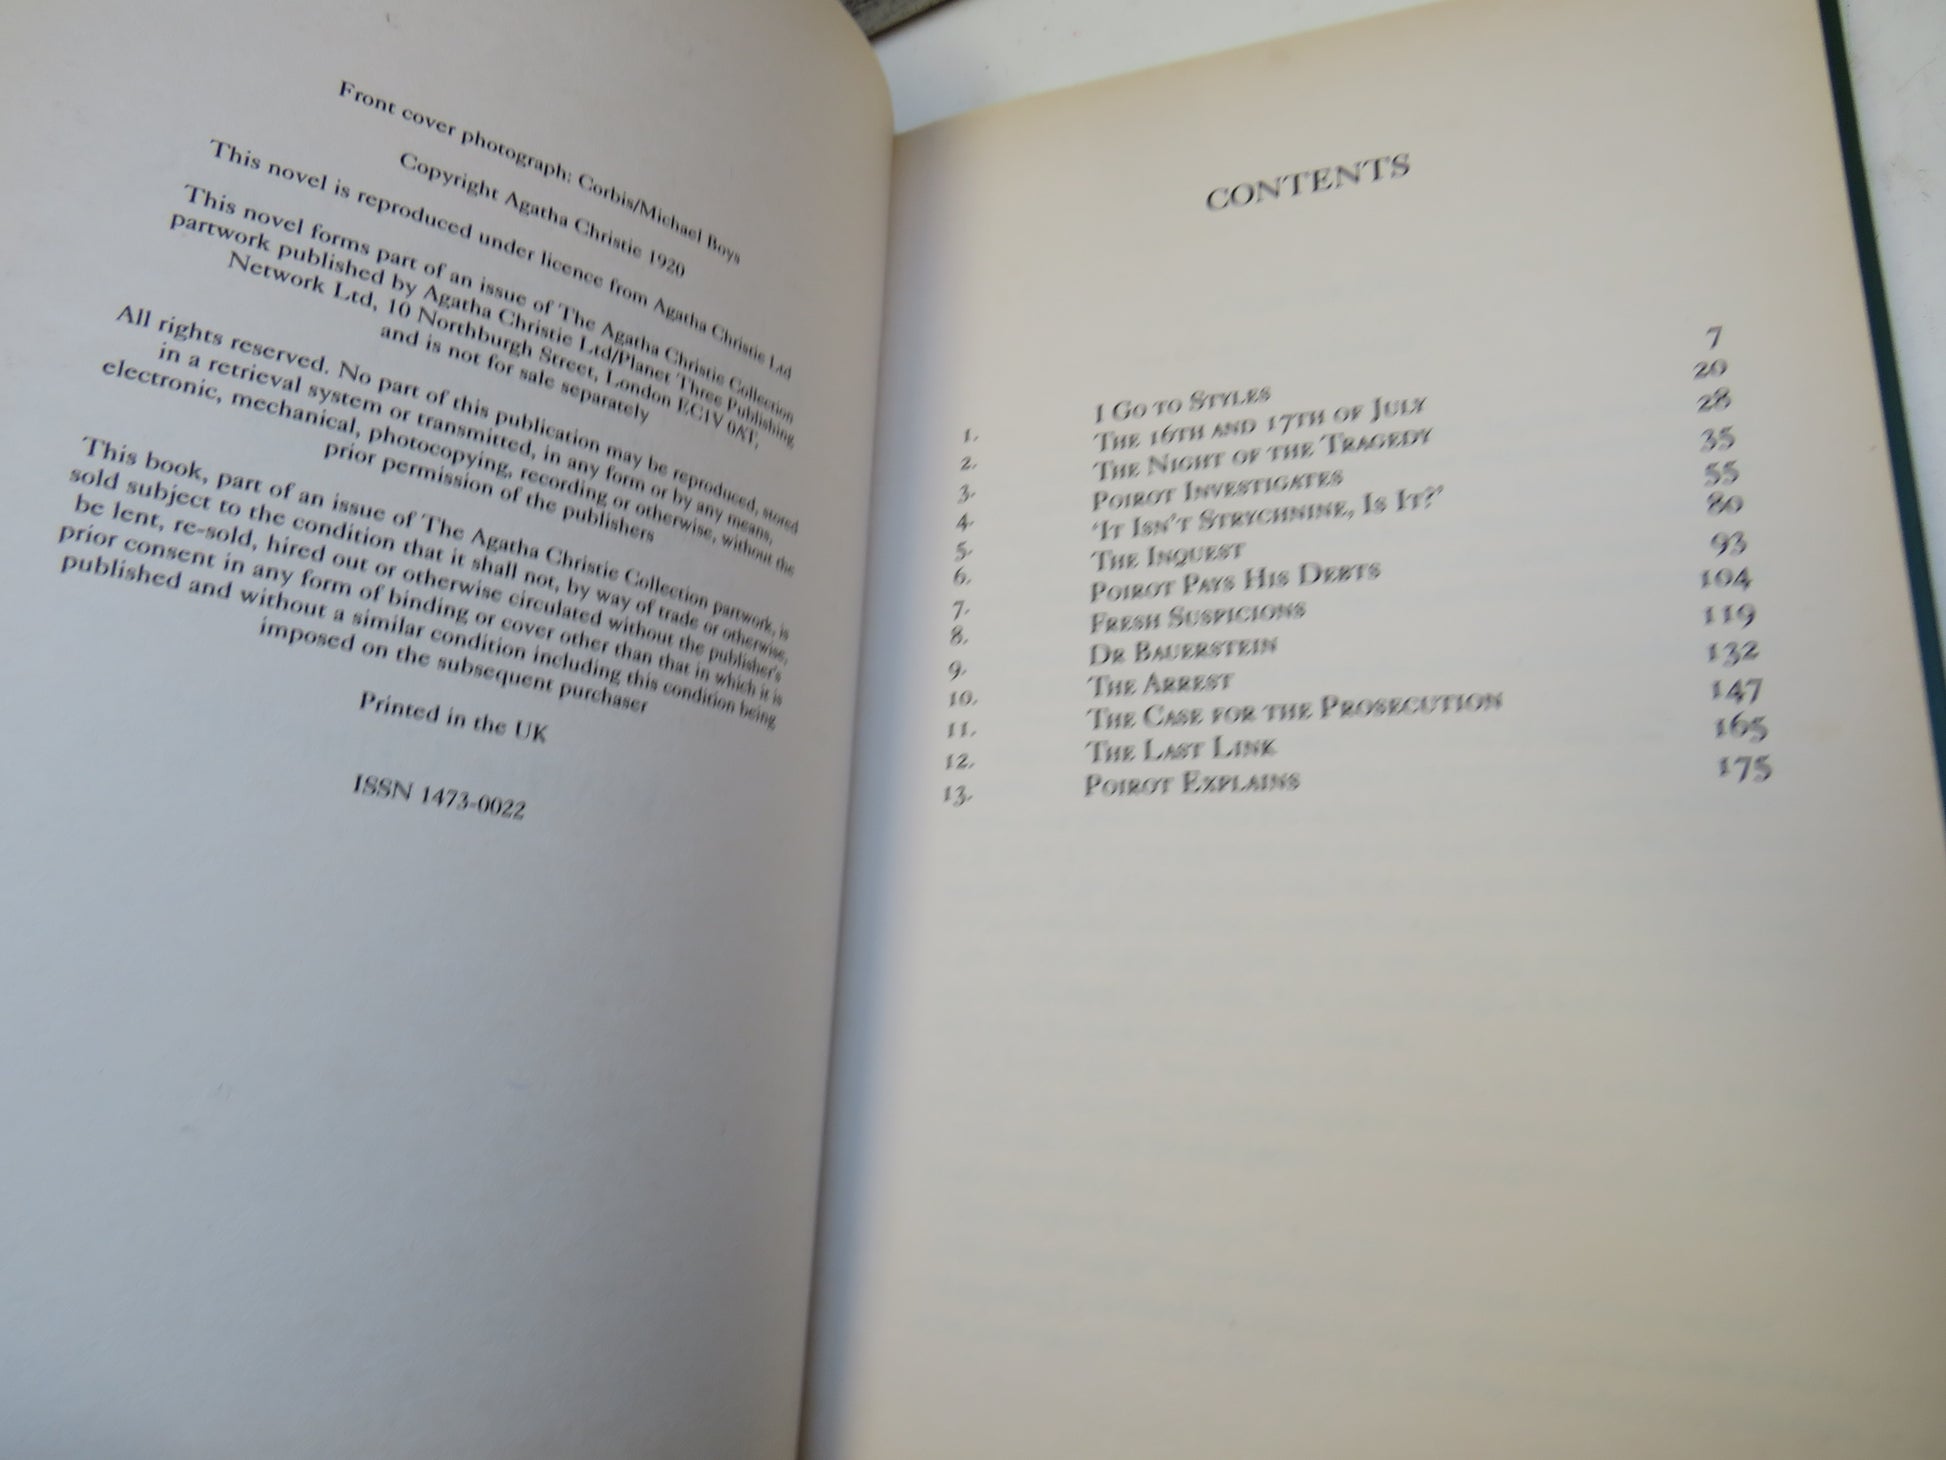 Front cover photograph: Corbis/Michael Boys
Copyright Agatha Christie 1920
This novel is reproduced under licence from Agatha Christie Ltd
This novel forms part of an issue of The Agatha Christie Collection
partwork published by Agatha Christie Ltd/Planet Three Publishing
Network Ltd, 10 Northburgh Street, London EC1V 0AT,
and is not for sale separately
All rights reserved. No part of this publication may be reproduced, stored
in a retrieval system or transmitted, in any form or by any means,
electronic, mechanical, photocopying, recording or otherwise, without the
prior permission of the publishers
This book, part of an issue of The Agatha Christie Collection partwork, is
sold subject to the condition that it shall not, by way of trade or otherwise,
be lent, re-sold, hired out or otherwise circulated without the publisher's
prior consent in any form of binding or cover other than that in which it is
published and without a similar condition including this condition being
imposed on the subsequent purchaser
Printed in the UK
ISSN 1473-0022
CONTENTS
1. I Go to Styles 7
2. The 16th and 17th of July 20
3. The Night of the Tragedy 28
4. Poirot Investigates 35
5. 'It Isn't Strychnine, Is It?' 55
6. The Inquest 80
7. Poirot Pays His Debts 93
8. Fresh Suspicions 104
9. Dr Bauerstein 119
10. The Arrest 132
11. The Case for the Prosecution 147
12. The Last Link 165
13. Poirot Explains 175